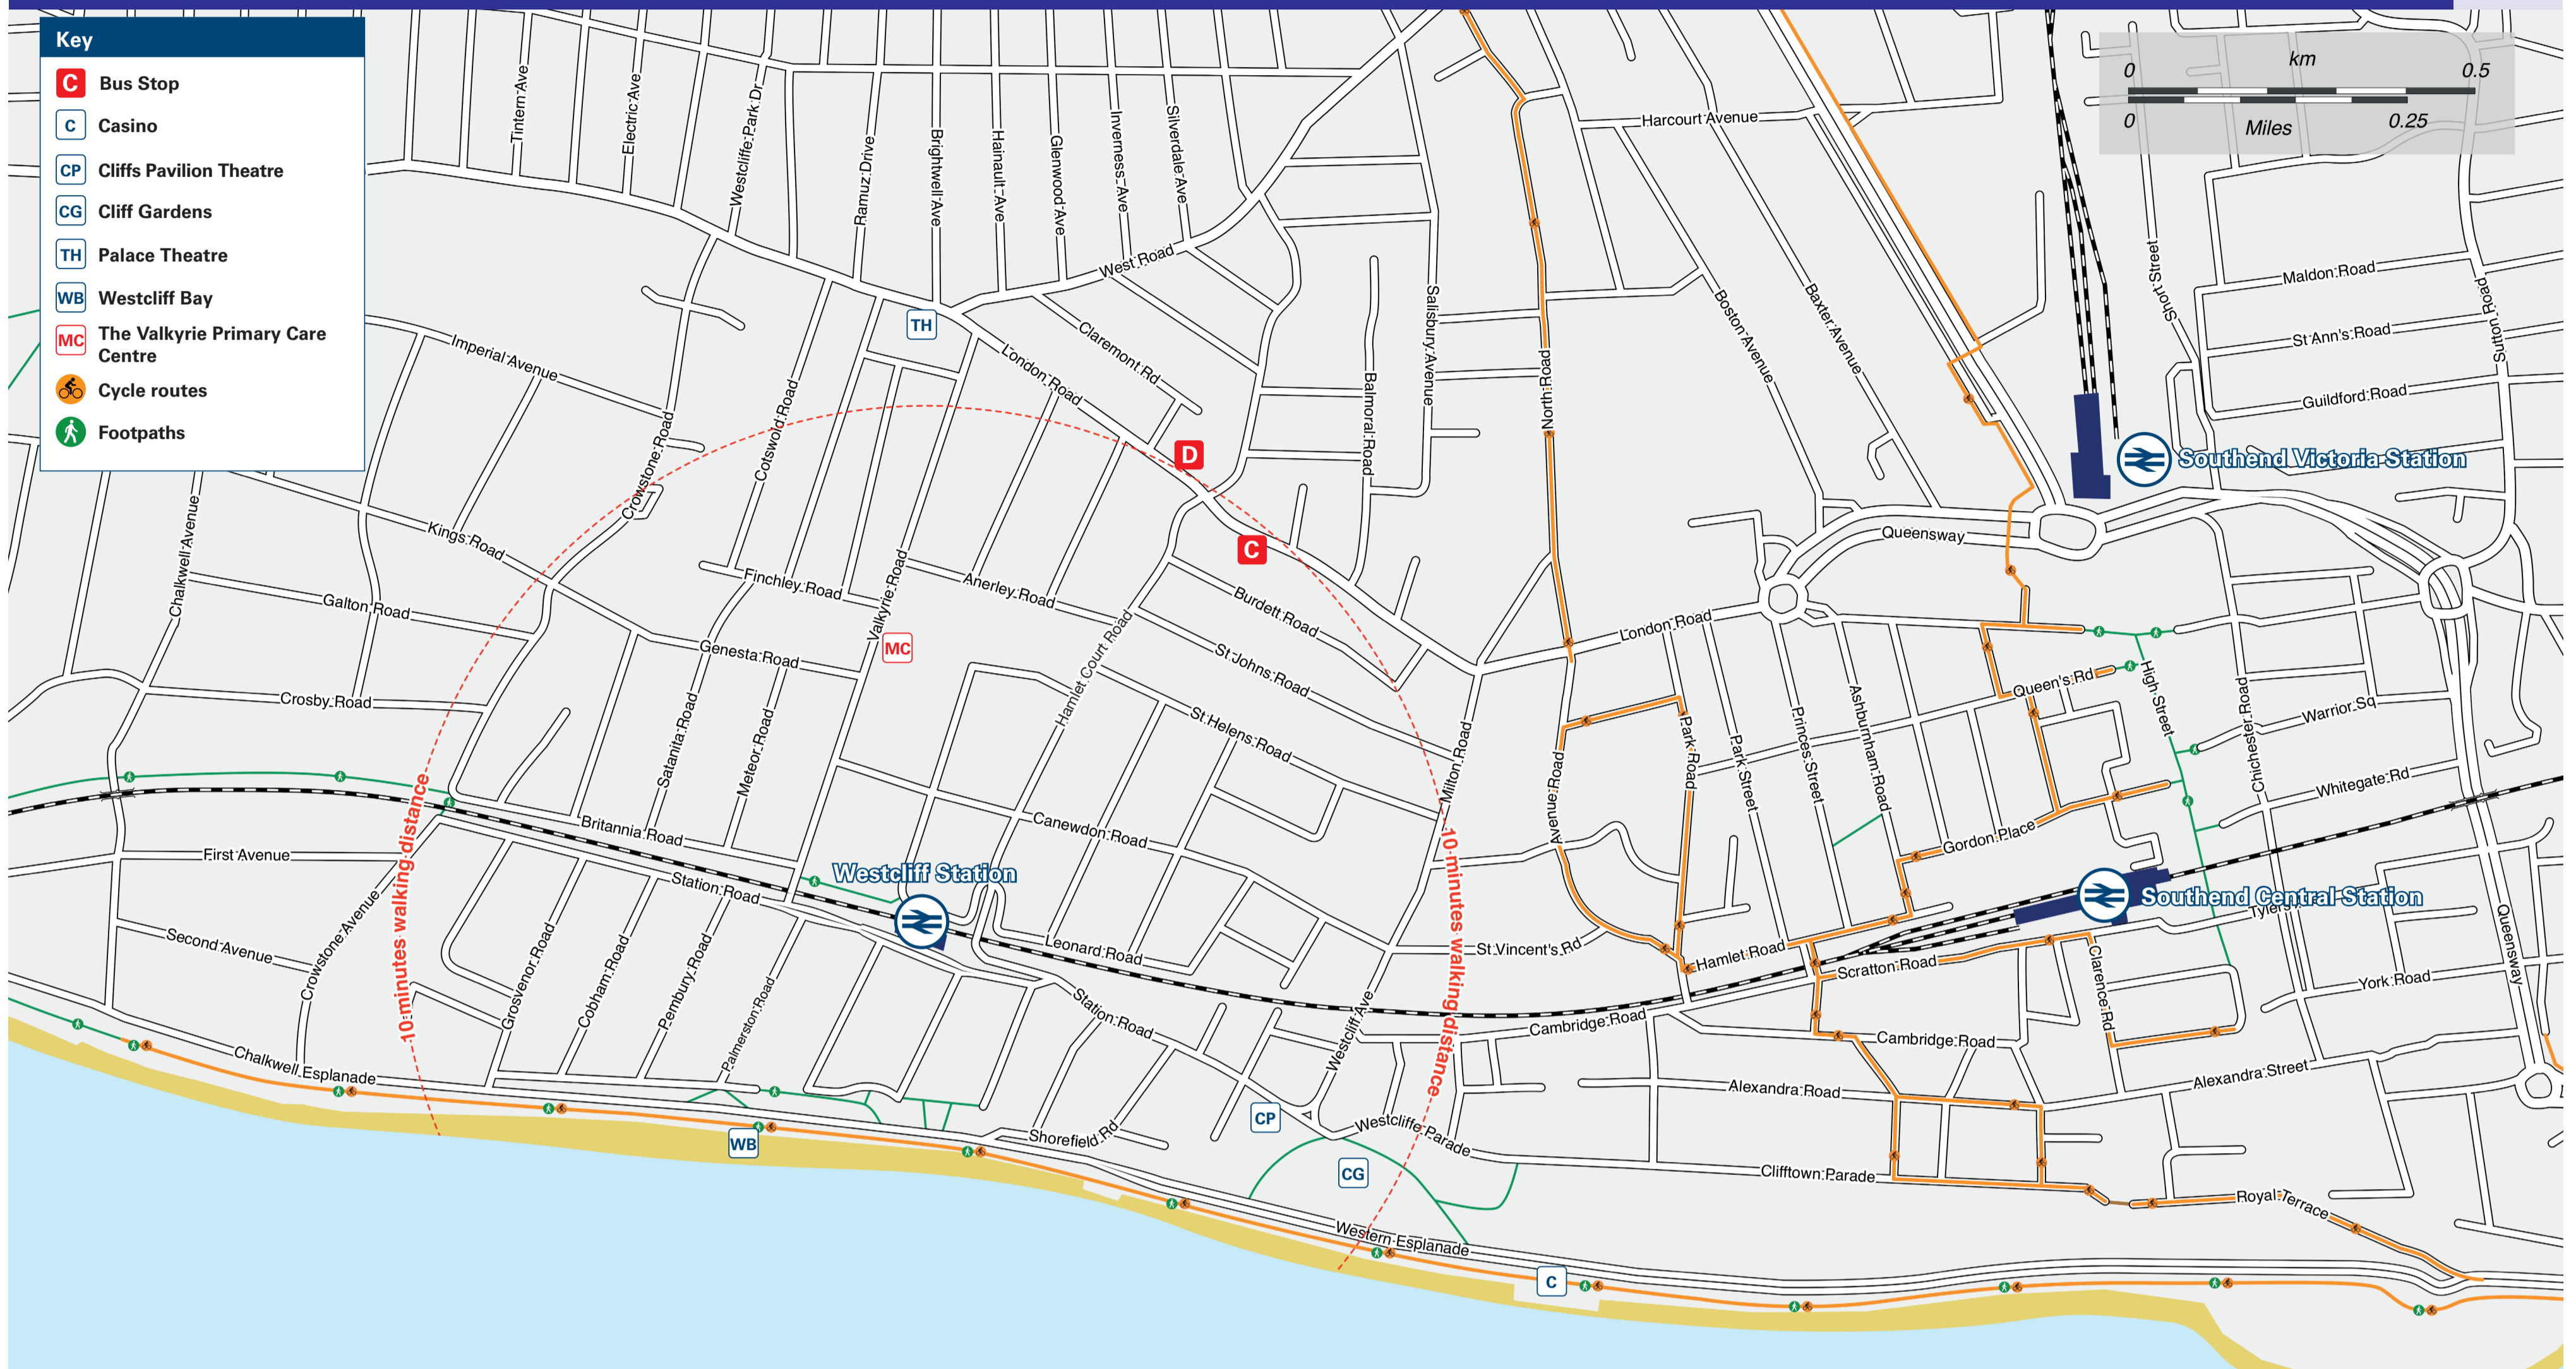 Key
C Bus Stop
C Casino
CP Cliffs Pavilion Theatre
CG Cliff Gardens
TH Palace Theatre
WB Westcliff Bay
MC The Valkyrie Primary Care
Centre
Cycle routes
Footpaths
km
0 0.5
0 0.25
Miles
Tintern Ave
Electric Ave
Westcliffe Park Dr
Ramuz Drive
Brightwell Ave
Hainault Ave
Glenwood Ave
Inverness Ave
Silverdale Ave
West Road
Harcourt Avenue
Short Street
Maldon Road
St Ann's Road
Guildford Road
Sutton Road
Salisbury Avenue
Balmoral Road
North Road
Boston Avenue
Baxter Avenue
Imperial Avenue
TH
London Road
Claremont Rd
Cotswold Road
Crowstone Road
D
C
Southend Victoria Station
Queensway
Chalkwell Avenue
Kings Road
Galton Road
Finchley Road
Valkyrie Road
Anerley Road
Burdett Road
Hamlet Court Road
St Johns Road
London Road
MC
Genesta Road
Crosby Road
Satanita Road
Meteor Road
St Helens Road
Milton Road
Avenue Road
Park Road
Park Street
Princes Street
Ashburnham Road
Queen's Rd
High Street
Chichester Road
Warrior Sq
Whitegate Rd
Gordon Place
10 minutes walking distance
Britannia Road
Canewdon Road
First Avenue
Westcliff Station
10 minutes walking distance
Station Road
Second Avenue
Crowstone Avenue
Grosvenor Road
Cobham Road
Pembury Road
Palmerston Road
Leonard Road
St Vincent's Rd
Hamlet Road
Scratton Road
Southend Central Station
Tylers
Queensway
York Road
Clarence Rd
Station Road
Westcliff Ave
Cambridge Road
Cambridge Road
Alexandra Road
Alexandra Street
Chalkwell Esplanade
WB
Shorefield Rd
CP
Westcliffe Parade
CG
Clifftown Parade
Royal Terrace
Western Esplanade
C